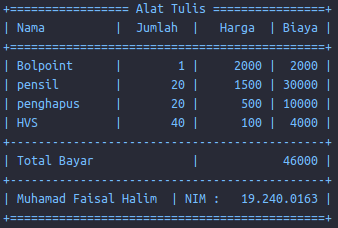 +================= Alat Tulis ================+
| Nama          |  Jumlah  |   Harga  | Biaya |
+=============================================+
| Bolpoint      |       1  |    2000  |  2000 |
| pensil        |      20  |    1500  | 30000 |
| penghapus     |      20  |     500  | 10000 |
| HVS           |      40  |     100  |  4000 |
+---------------------------------------------+
| Total Bayar              |            46000 |
+---------------------------------------------+
| Muhamad Faisal Halim  | NIM :   19.240.0163 |
+=============================================+